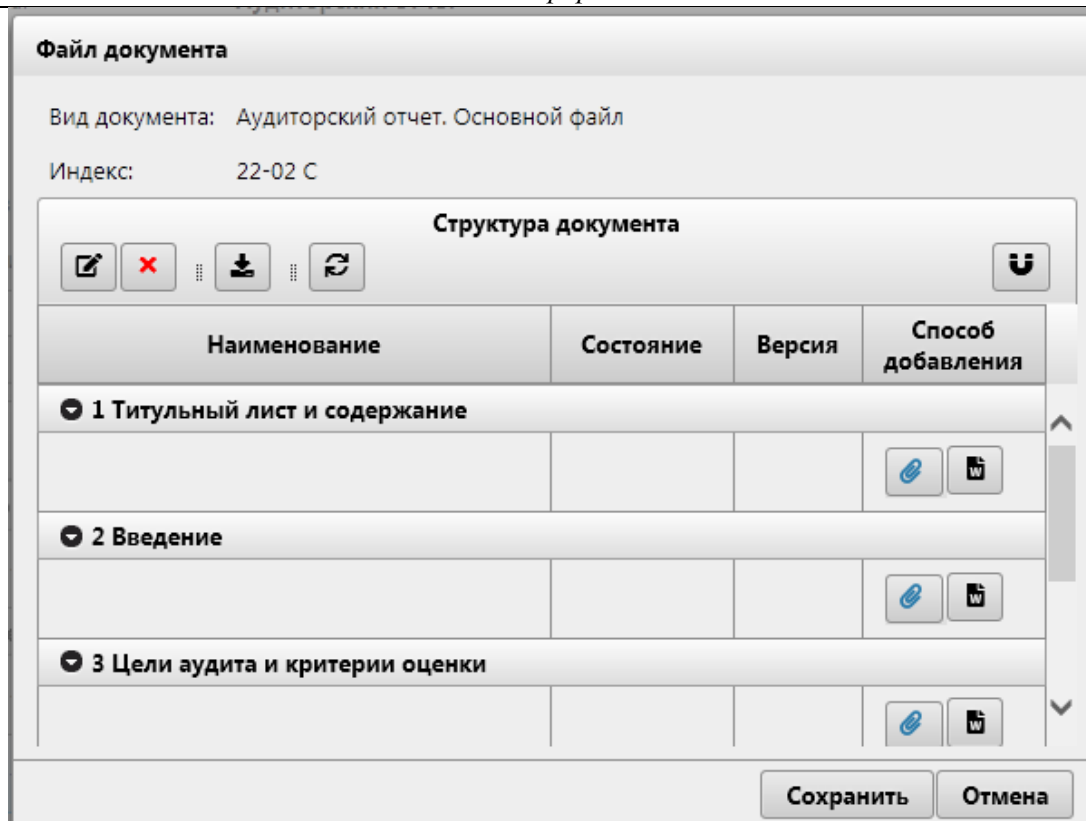 Файл документа
Вид документа: Аудиторский отчет. Основной файл
Индекс: 22-02 С
Структура документа
Наименование Состояние Версия Способ добавления
1 Титульный лист и содержание
2 Введение
3 Цели аудита и критерии оценки
Сохранить Отмена